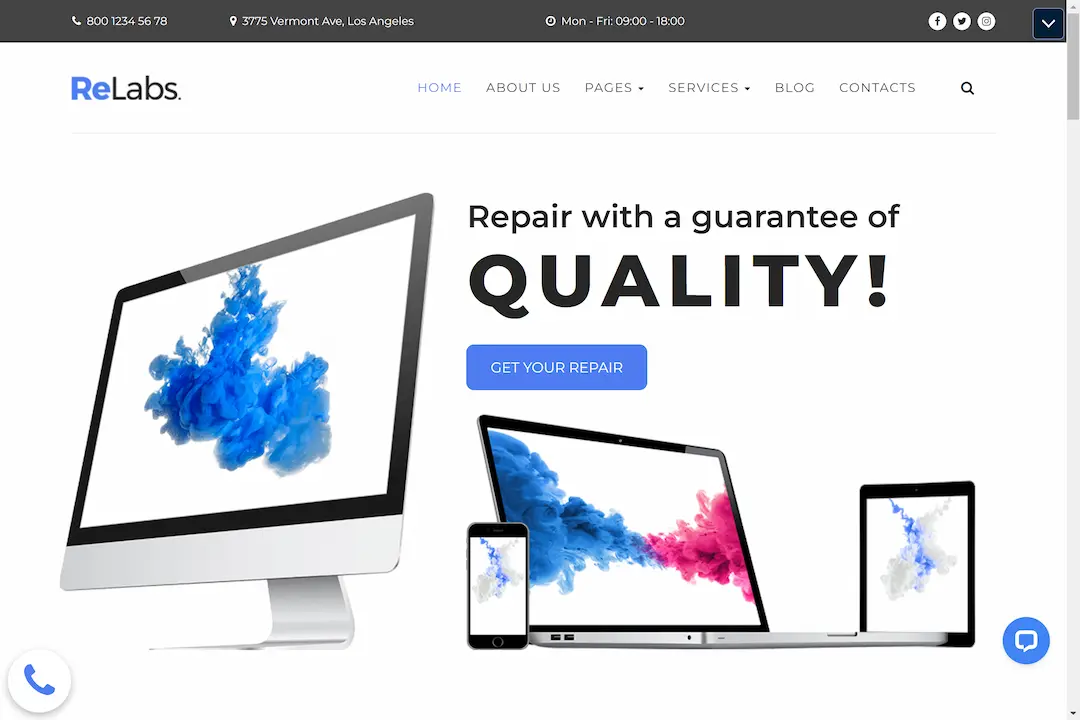 800 1234 56 78
3775 Vermont Ave, Los Angeles
Mon - Fri: 09:00 - 18:00
ReLabs.
HOME
ABOUT US
PAGES
SERVICES
BLOG
CONTACTS
Repair with a guarantee of
QUALITY!
GET YOUR REPAIR